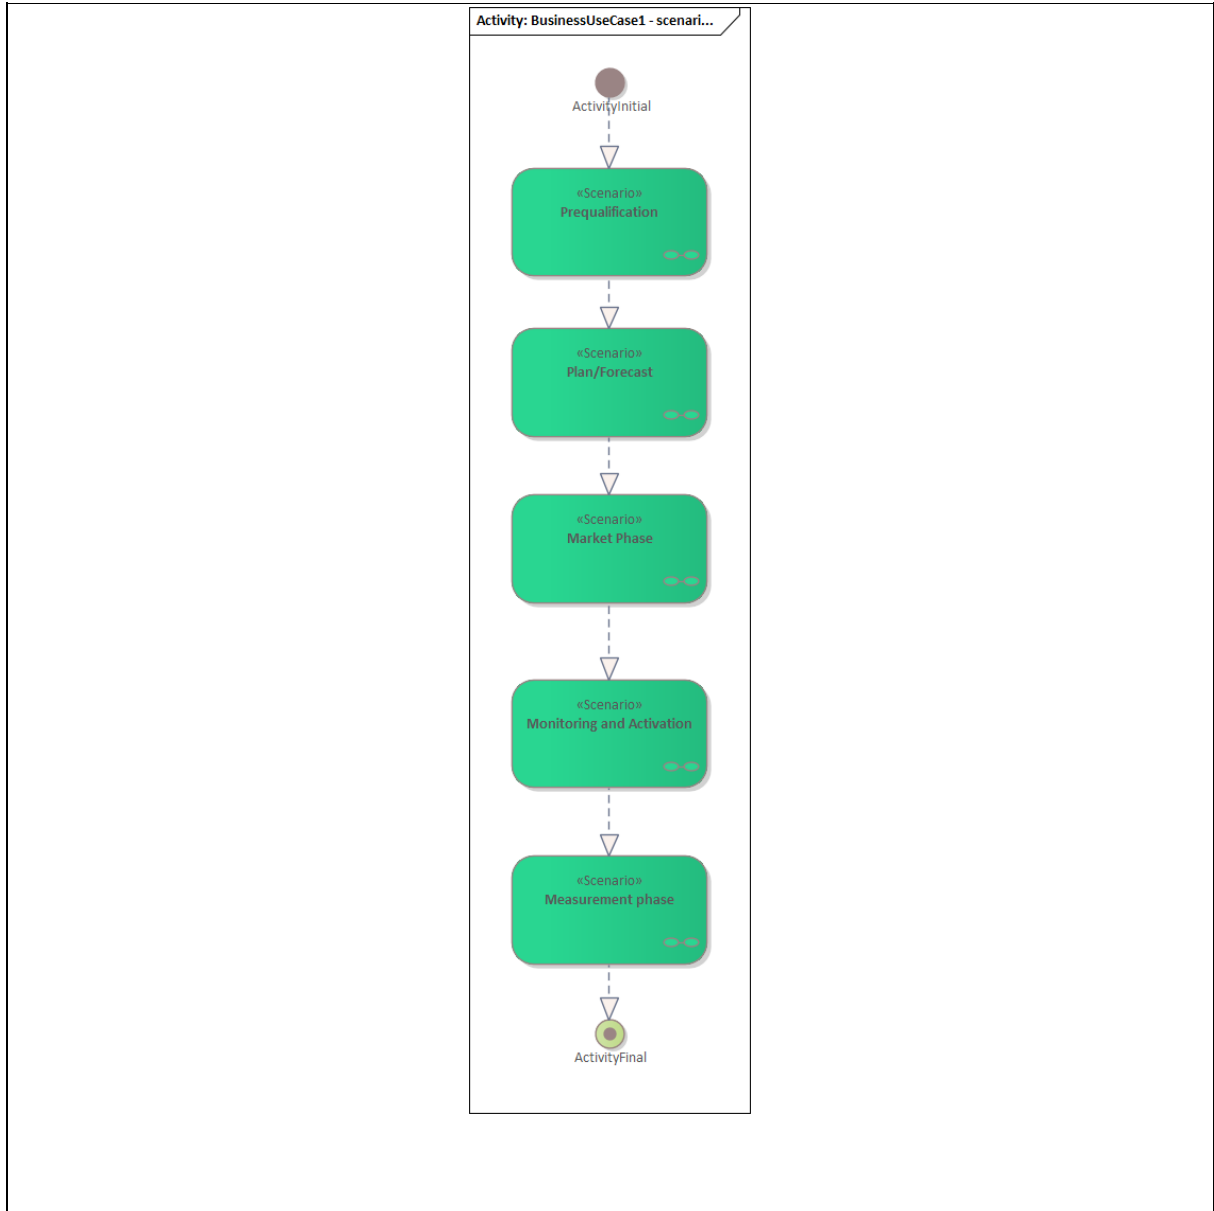 Activity: BusinessUseCase1 - scenari...
ActivityInitial
«Scenario»
Prequalification
«Scenario»
Plan/Forecast
«Scenario»
Market Phase
«Scenario»
Monitoring and Activation
«Scenario»
Measurement phase
ActivityFinal